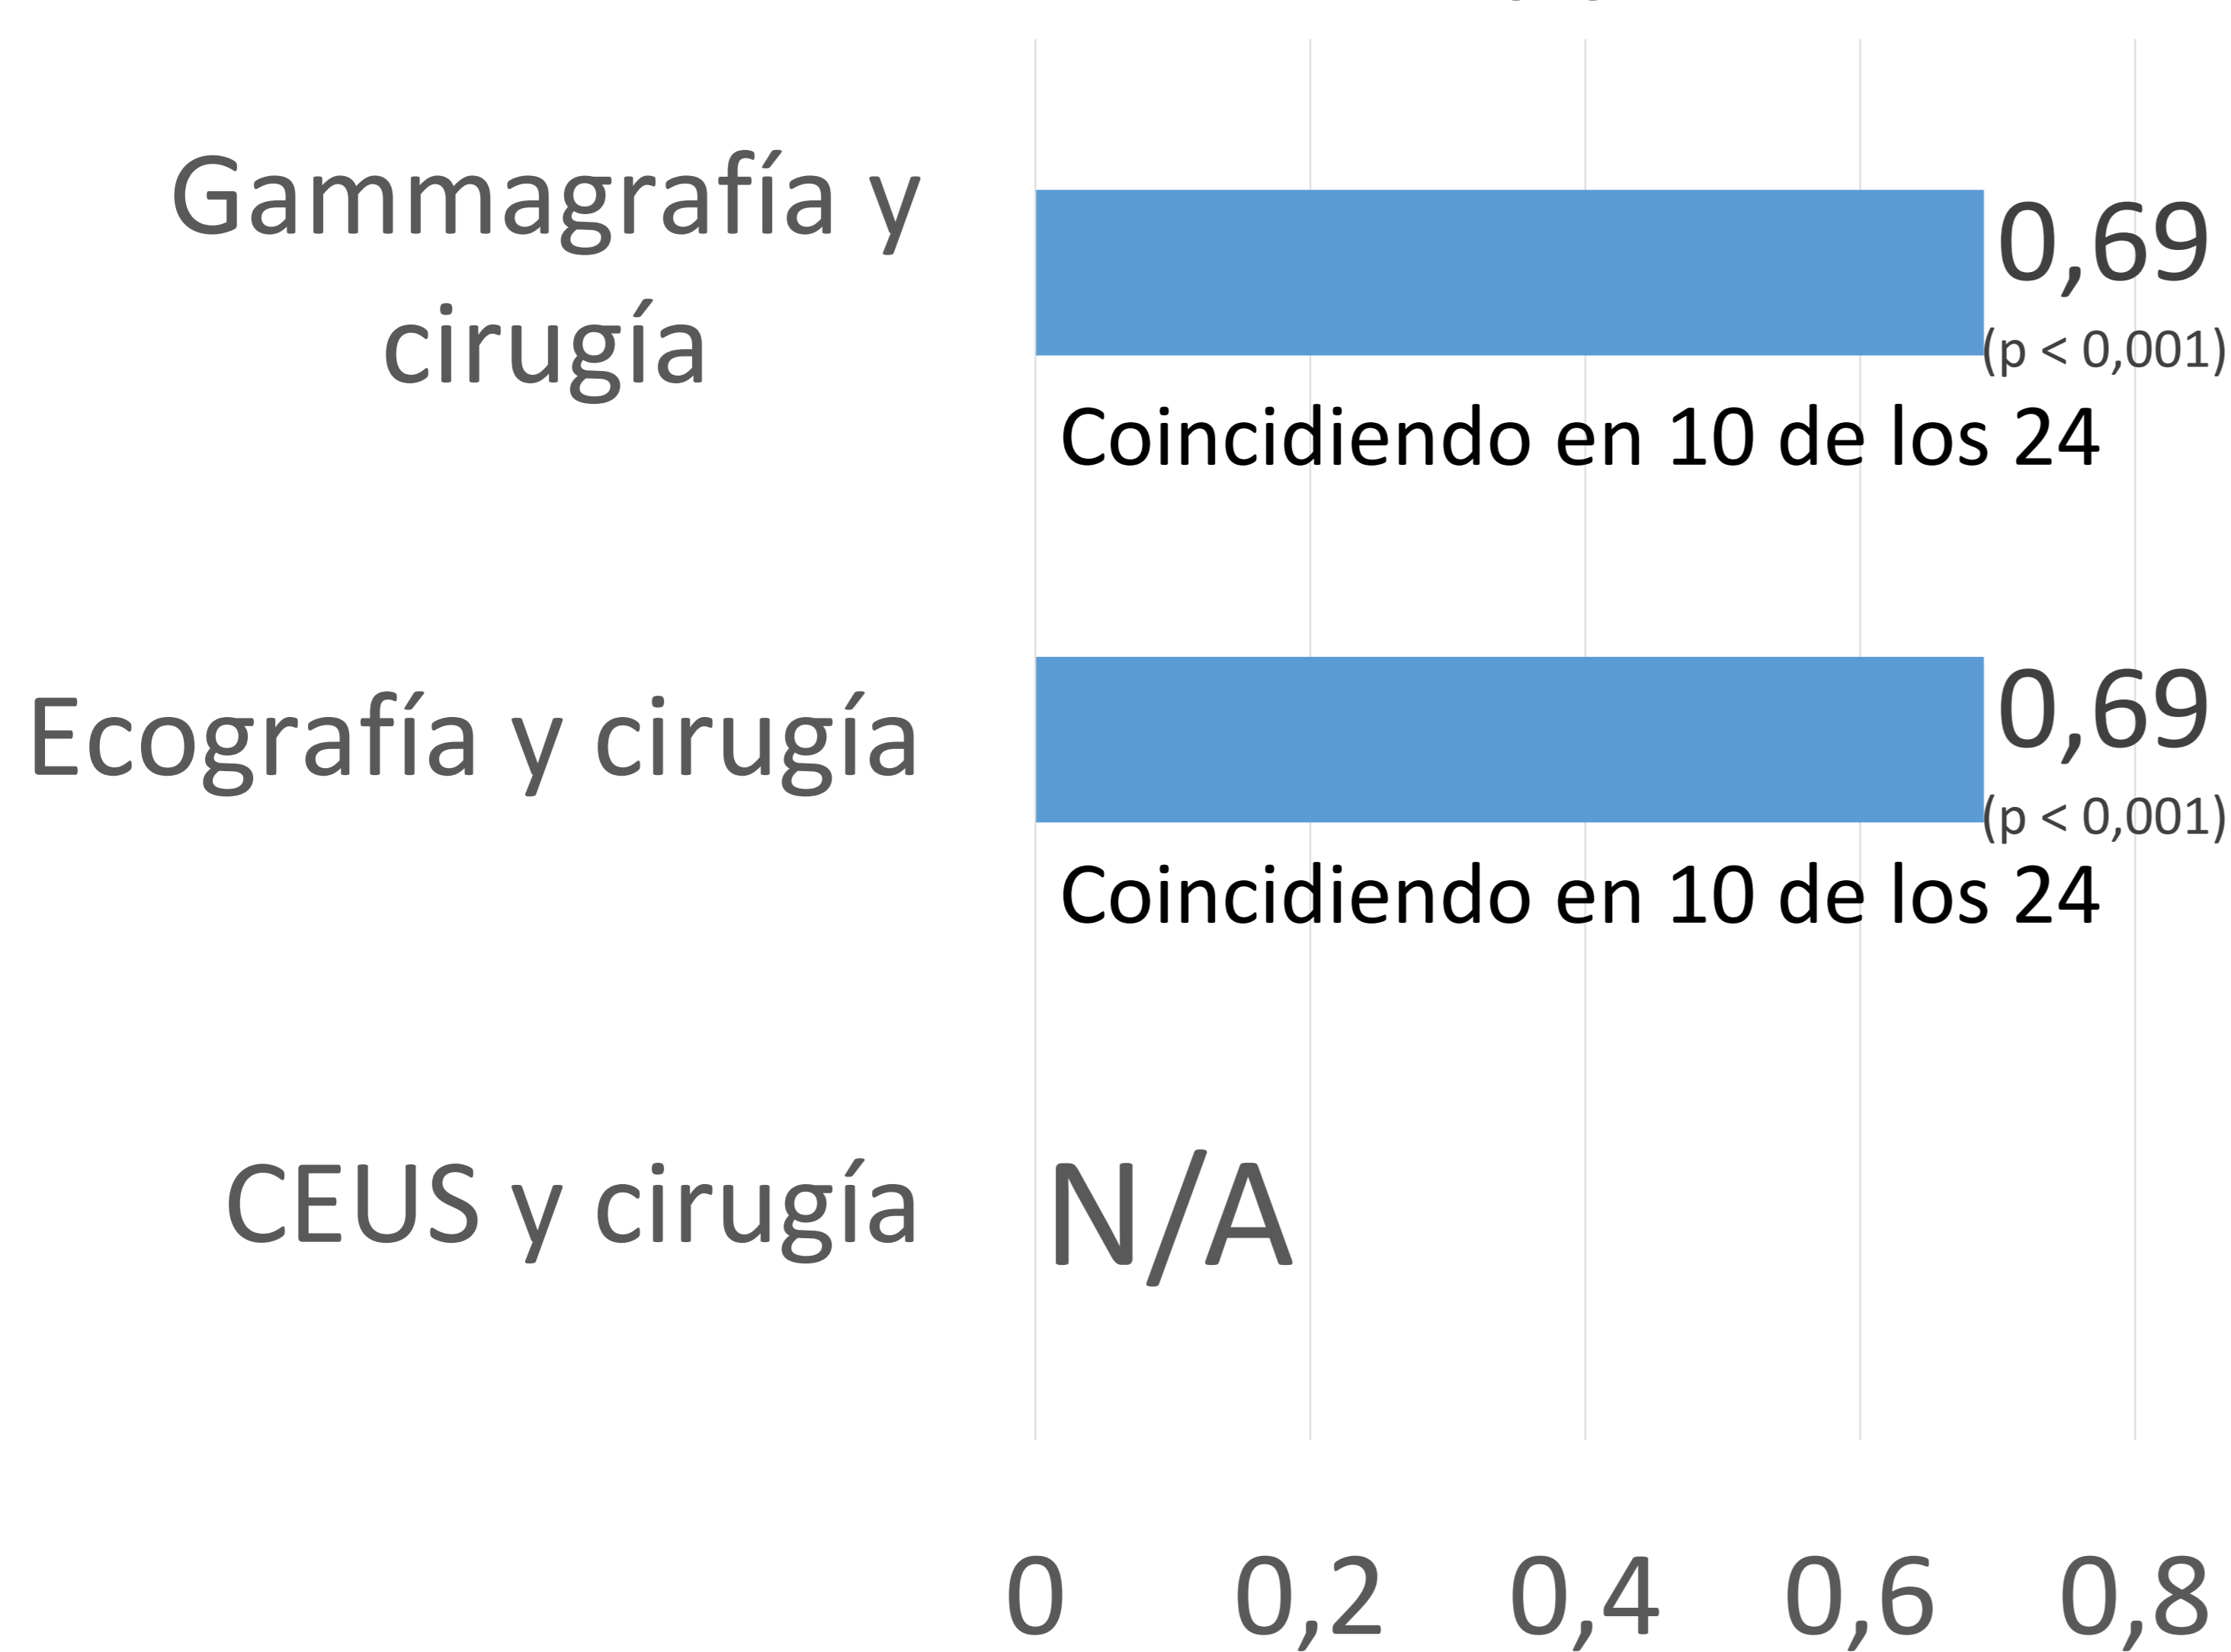 Gammagrafía y
cirugía
0,69
(p < 0,001)
Coincidiendo en 10 de los 24
Ecografía y cirugía
0,69
(p < 0,001)
Coincidiendo en 10 de los 24
CEUS y cirugía
N/A
0 0,2 0,4 0,6 0,8